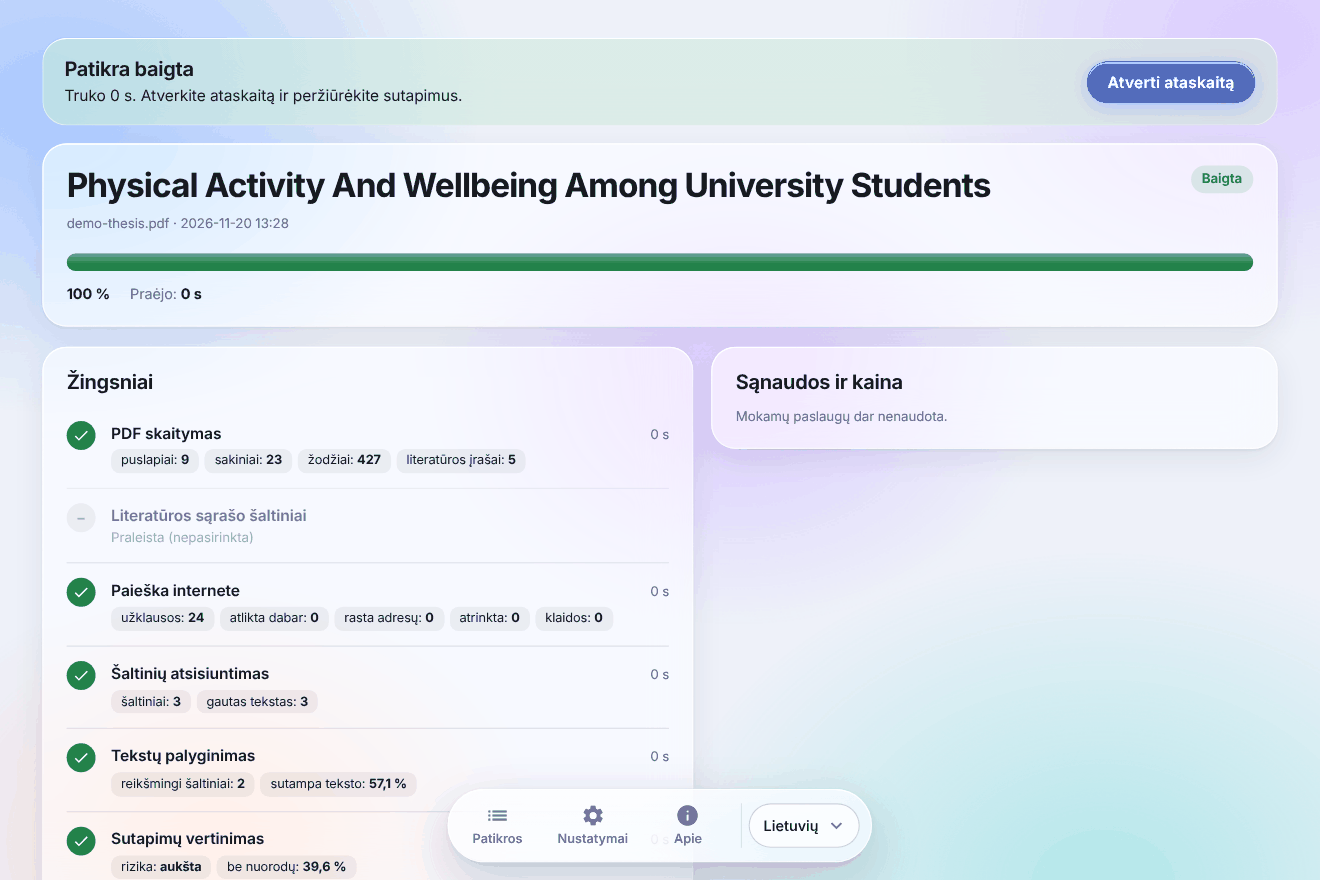 Patikra baigta
Truko 0 s. Atverkite ataskaitą ir peržiūrėkite sutapimus.
Atverti ataskaitą
Physical Activity And Wellbeing Among University Students
Baigta
demo-thesis.pdf · 2026-11-20 13:28
100 % Praėjo: 0 s
Žingsniai
PDF skaitymas 0 s
puslapiai: 9 sakiniai: 23 žodžiai: 427 literatūros įrašai: 5
Literatūros sąrašo šaltiniai
Praleista (nepasirinkta)
Paieška internete 0 s
užklausos: 24 atlikta dabar: 0 rasta adresų: 0 atrinkta: 0 klaidos: 0
Šaltinių atsisiuntimas 0 s
šaltiniai: 3 gautas tekstas: 3
Tekstų palyginimas 0 s
reikšmingi šaltiniai: 2 sutampa teksto: 57,1 %
Sutapimų vertinimas 0 s
rizika: aukšta be nuorodų: 39,6 %
Sąnaudos ir kaina
Mokamų paslaugų dar nenaudota.
Patikros Nustatymai Apie Lietuvių